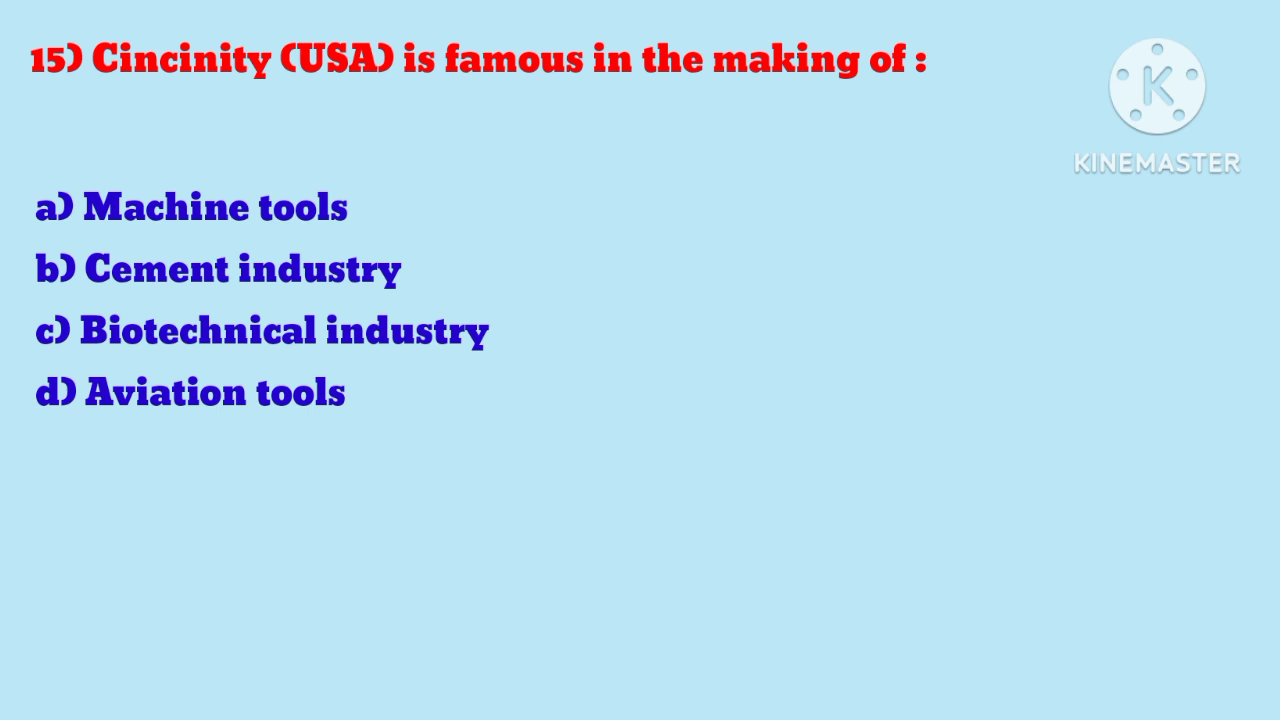 15) Cincinity (USA) is famous in the making of :
K
KINEMASTER
a) Machine tools
b) Cement industry
c) Biotechnical industry
d) Aviation tools